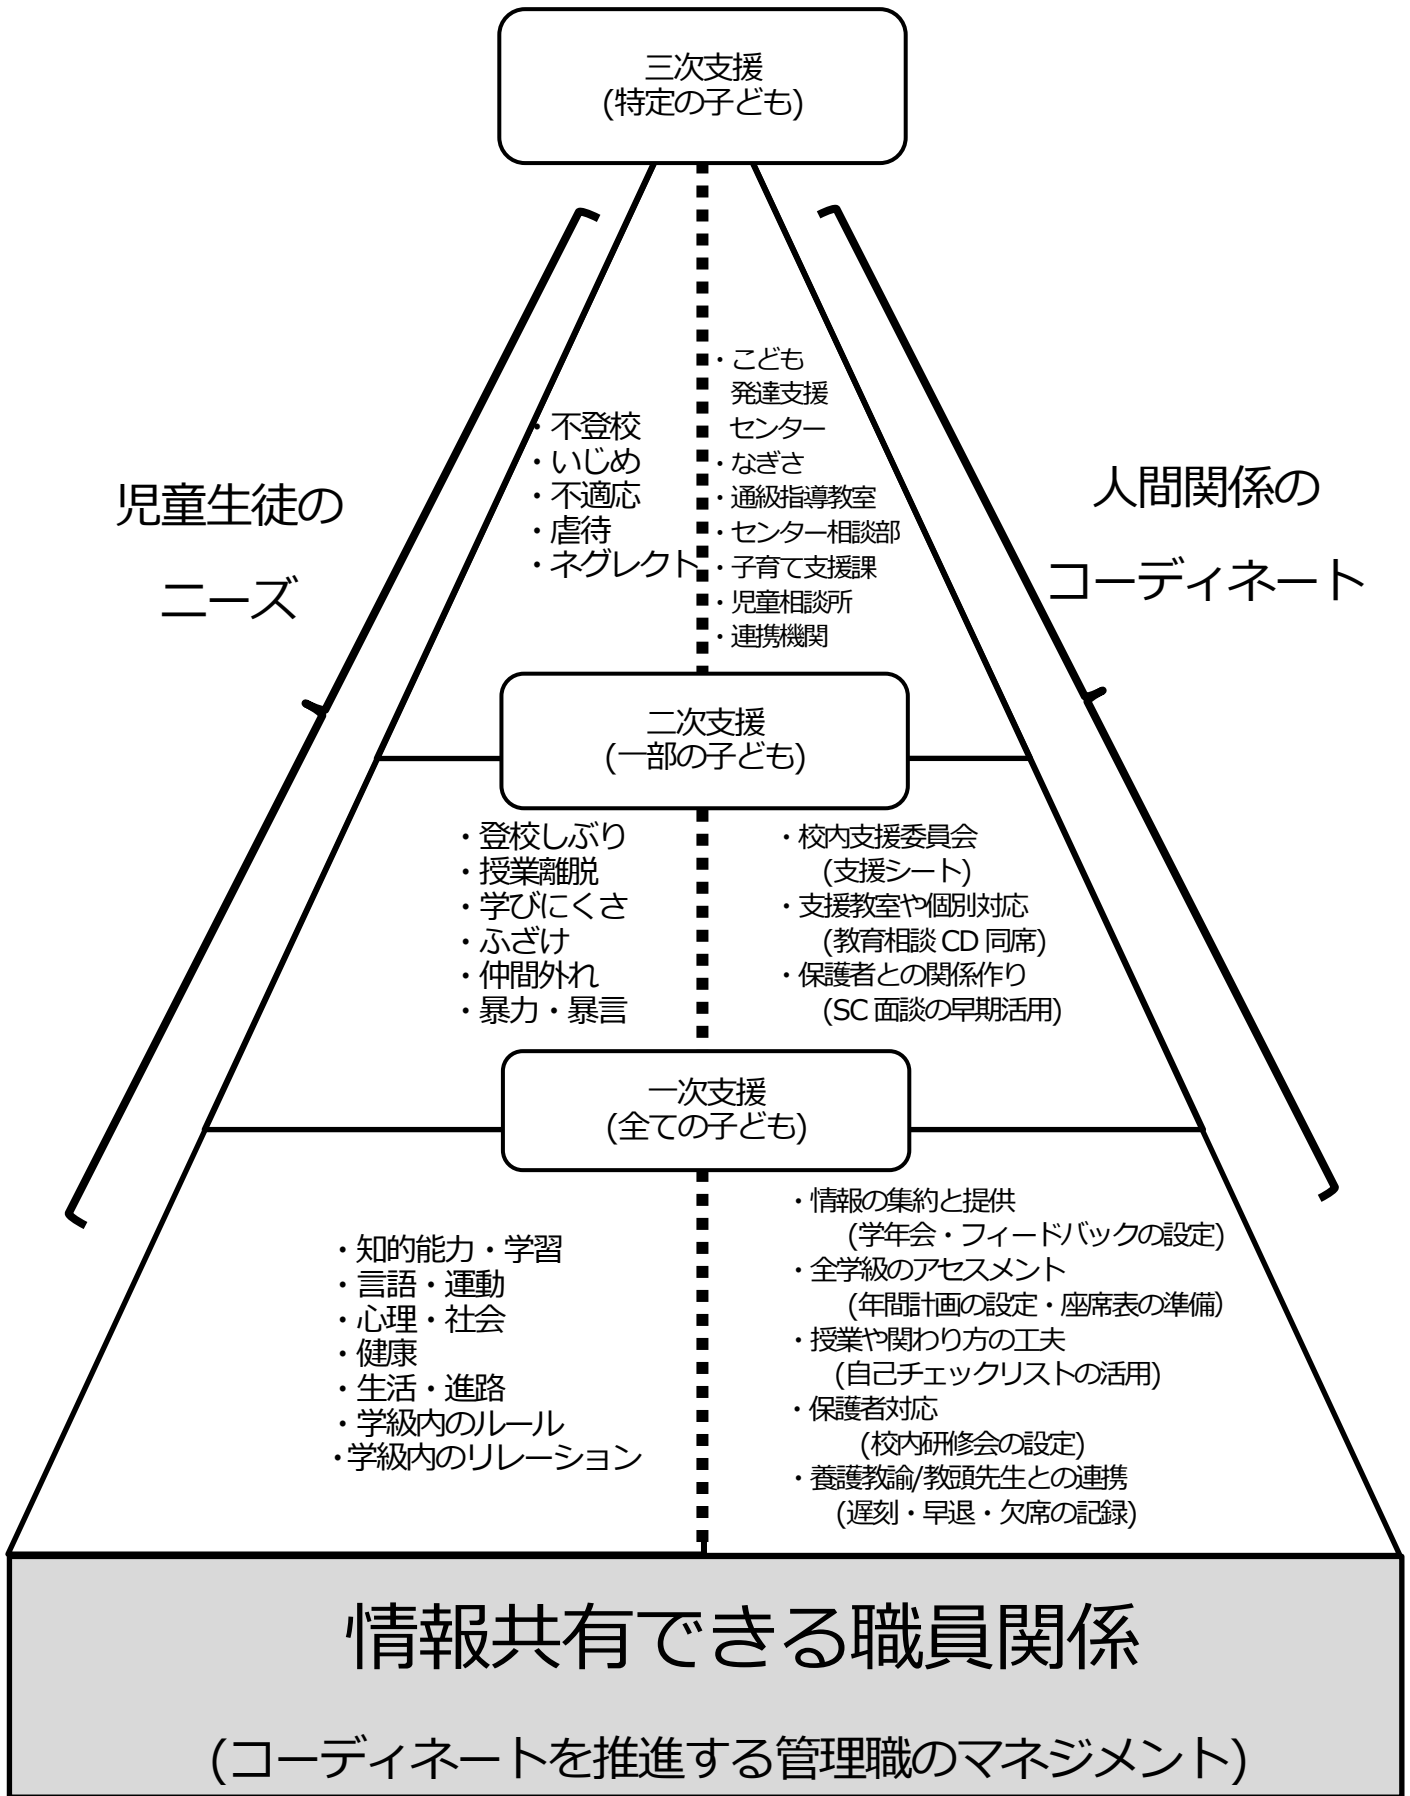 三次支援
(特定の子ども)
児童生徒の
ニーズ
・不登校
・いじめ
・不適応
・虐待
・ネグレクト
・こども
発達支援
センター
・なぎさ
・通級指導教室
・センター相談部
・子育て支援課
・児童相談所
・連携機関
人間関係の
コーディネート
二次支援
(一部の子ども)
・登校しぶり
・授業離脱
・学びにくさ
・ふざけ
・仲間外れ
・暴力・暴言
・校内支援委員会
(支援シート)
・支援教室や個別対応
(教育相談 CD 同席)
・保護者との関係作り
(SC 面談の早期活用)
一次支援
(全ての子ども)
・知的能力・学習
・言語・運動
・心理・社会
・健康
・生活・進路
・学級内のルール
・学級内のリレーション
・情報の集約と提供
(学年会・フィードバックの設定)
・全学級のアセスメント
(年間計画の設定・座席表の準備)
・授業や関わり方の工夫
(自己チェックリストの活用)
・保護者対応
(校内研修会の設定)
・養護教諭/教頭先生との連携
(遅刻・早退・欠席の記録)
情報共有できる職員関係
(コーディネートを推進する管理職のマネジメント)